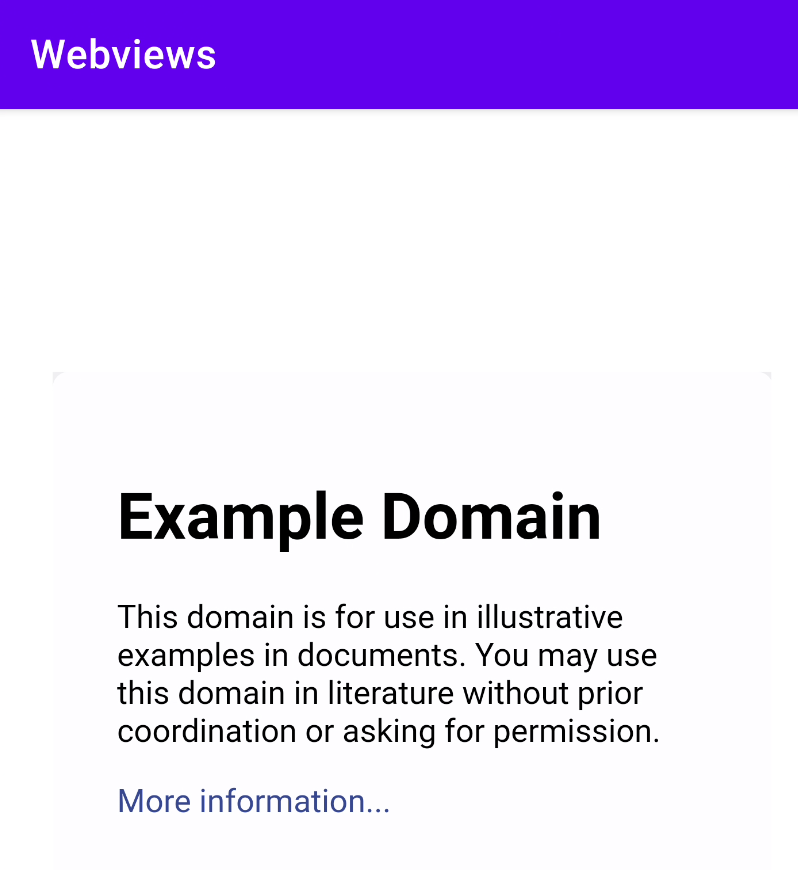 Webviews
Example Domain
This domain is for use in illustrative
examples in documents. You may use
this domain in literature without prior
coordination or asking for permission.
More information...